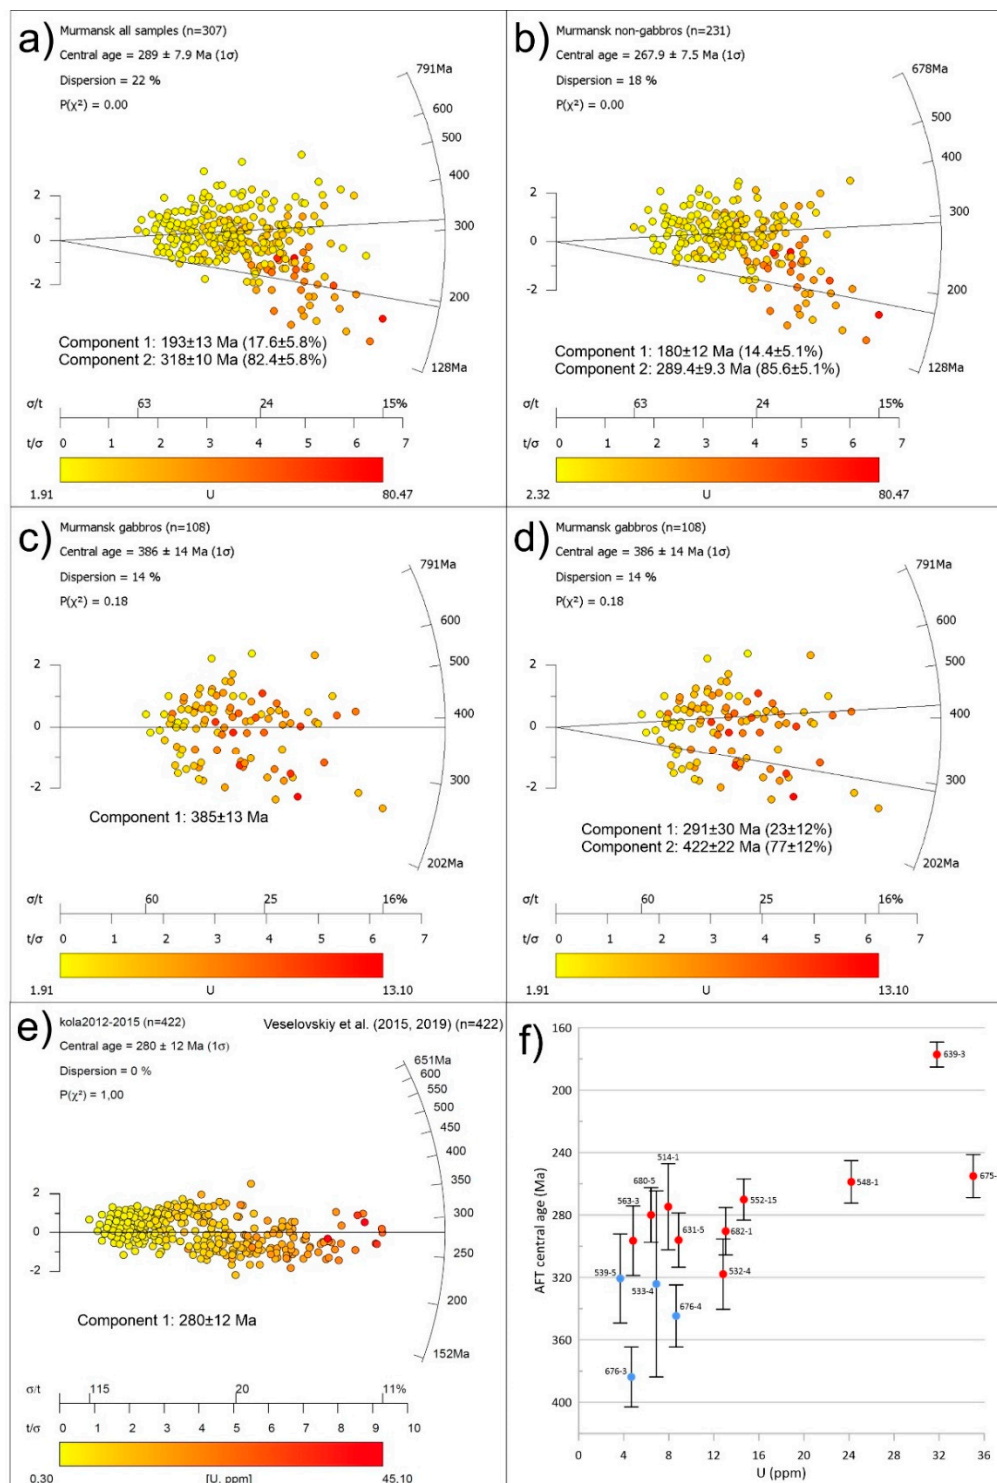 a)
Murmansk all samples (n=307)
Central age = 289 ± 7.9 Ma (1σ)
Dispersion = 22 %
P(χ²) = 0.00
791Ma
600
500
400
300
200
128Ma
2
0
-2
Component 1: 193±13 Ma (17.6±5.8%)
Component 2: 318±10 Ma (82.4±5.8%)
σ/t 63 24 15%
t/σ 0 1 2 3 4 5 6 7
1.91 U 80.47
b)
Murmansk non-gabbros (n=231)
Central age = 267.9 ± 7.5 Ma (1σ)
Dispersion = 18 %
P(χ²) = 0.00
678Ma
500
400
300
200
128Ma
2
0
-2
Component 1: 180±12 Ma (14.4±5.1%)
Component 2: 289.4±9.3 Ma (85.6±5.1%)
σ/t 63 24 15%
t/σ 0 1 2 3 4 5 6 7
2.32 U 80.47
c)
Murmansk gabbros (n=108)
Central age = 386 ± 14 Ma (1σ)
Dispersion = 14 %
P(χ²) = 0.18
791Ma
600
500
400
300
202Ma
2
0
-2
Component 1: 385±13 Ma
σ/t 60 25 16%
t/σ 0 1 2 3 4 5 6 7
1.91 U 13.10
d)
Murmansk gabbros (n=108)
Central age = 386 ± 14 Ma (1σ)
Dispersion = 14 %
P(χ²) = 0.18
791Ma
600
500
400
300
202Ma
2
0
-2
Component 1: 291±30 Ma (23±12%)
Component 2: 422±22 Ma (77±12%)
σ/t 60 25 16%
t/σ 0 1 2 3 4 5 6 7
1.91 U 13.10
e)
kola2012-2015 (n=422)
Veselovskiy et al. (2015, 2019) (n=422)
Central age = 280 ± 12 Ma (1σ)
Dispersion = 0 %
P(χ²) = 1,00
651Ma
600
550
500
450
400
350
300
250
200
152Ma
2
0
-2
Component 1: 280±12 Ma
σ/t 115 20 11%
t/σ 0 1 2 3 4 5 6 7 8 9 10
0.30 [U, ppm] 45.10
f)
AFT central age (Ma)
160
200
240
280
320
360
400
639-3
514-1
680-5
563-3
552-15
548-1
675-
631-5
682-1
532-4
539-5
533-4
676-4
676-3
0 4 8 12 16 20 24 28 32 36
U (ppm)